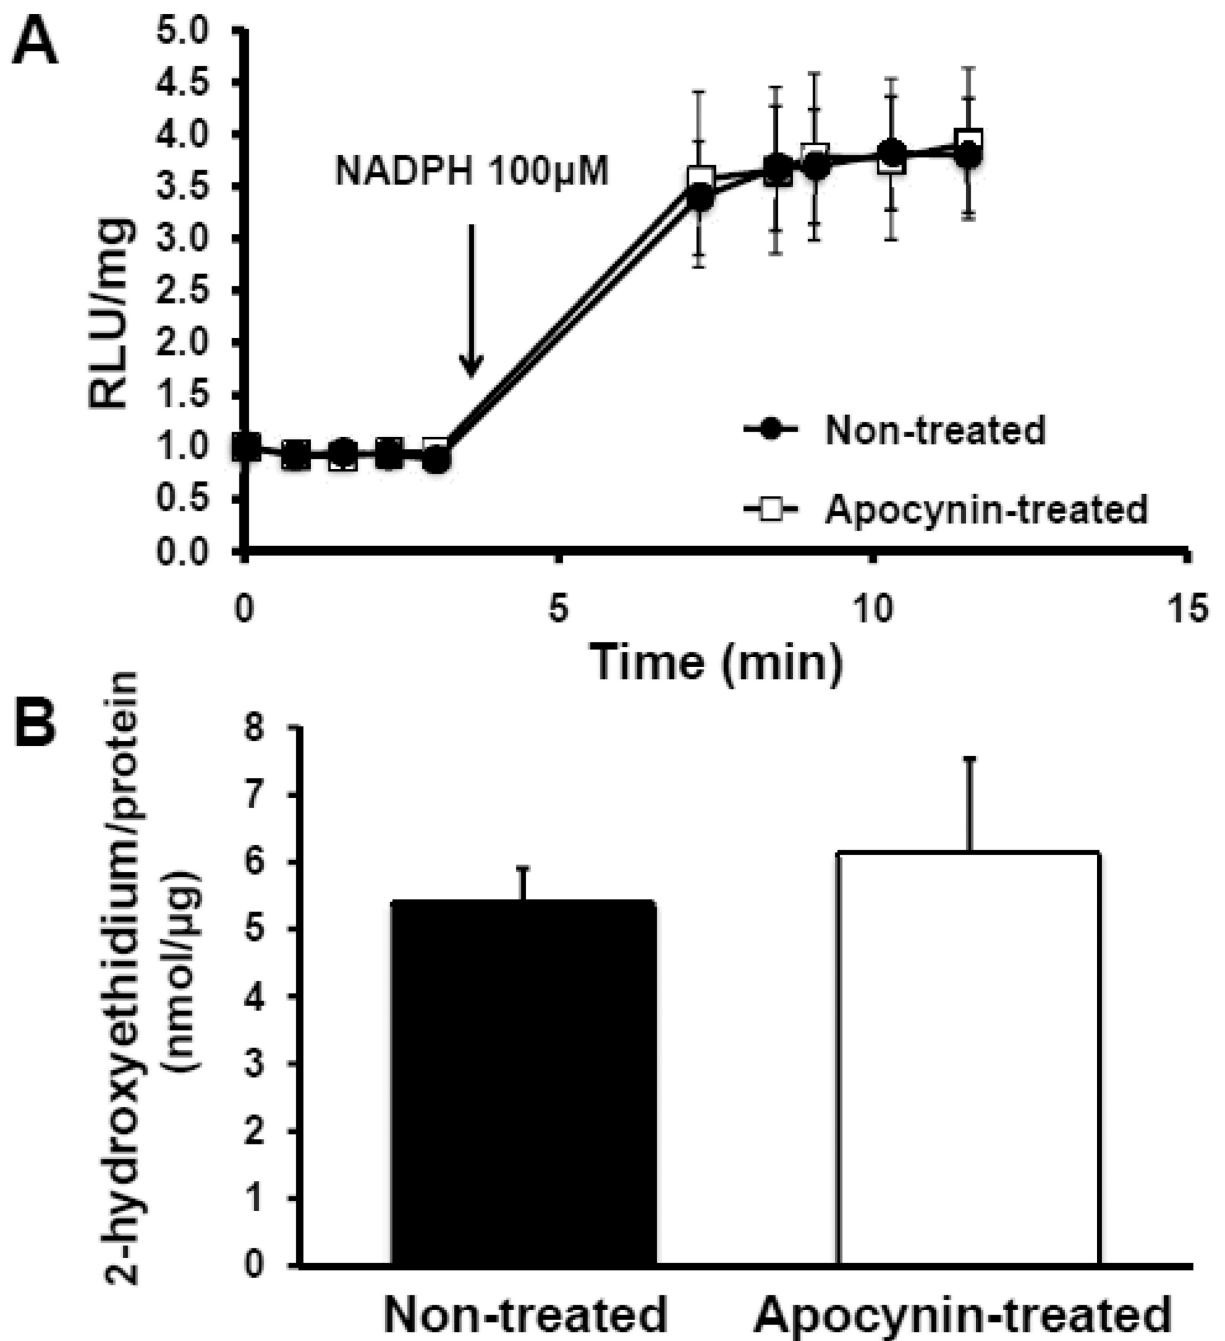 A
5.0
4.5
4.0
3.5
3.0
2.5
2.0
1.5
1.0
0.5
0.0
RLU/mg
NADPH 100µM
Non-treated
Apocynin-treated
0 5 10 15
Time (min)
B
2-hydroxyethidium/protein
(nmol/µg)
8
7
6
5
4
3
2
1
0
Non-treated Apocynin-treated